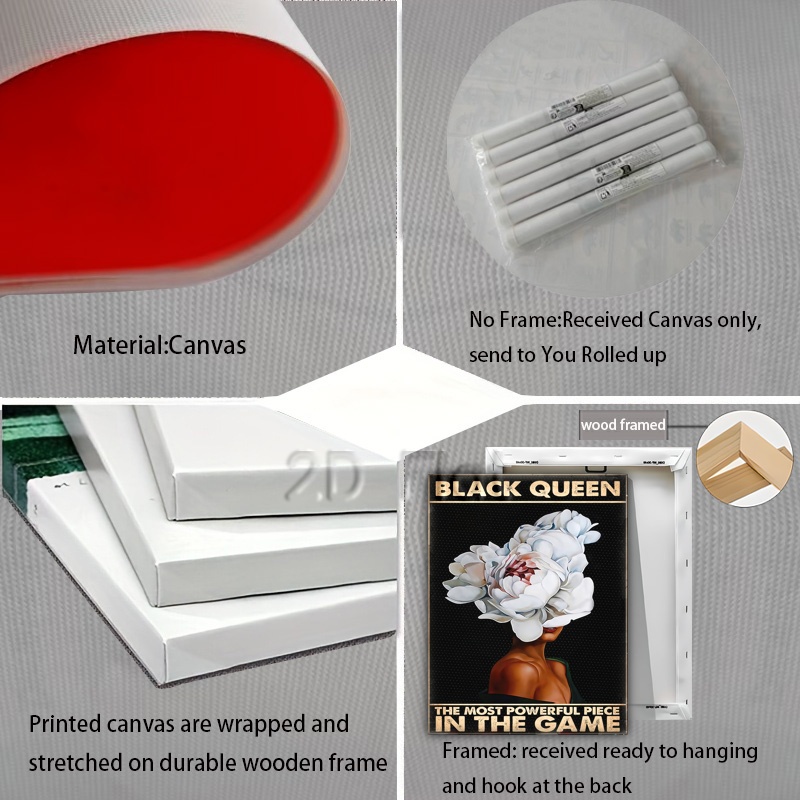 Material:Canvas
No Frame:Received Canvas only,
send to You Rolled up
wood framed
2D
BLACK QUEEN
THE MOST POWERFUL PIECE
IN THE GAME
Printed canvas are wrapped and
stretched on durable wooden frame
Framed: received ready to hanging
and hook at the back